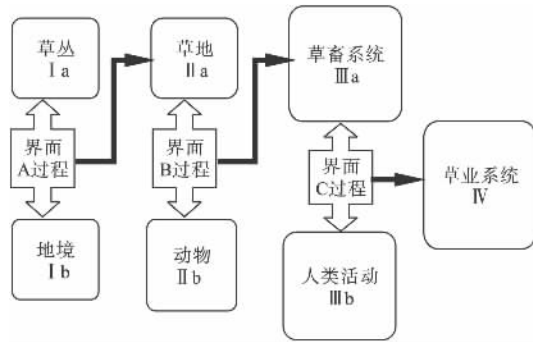 草丛
Ⅰa
草地
Ⅱa
草畜系统
Ⅲa
界面
A过程
界面
B过程
界面
C过程
草业系统
Ⅳ
地境
Ⅰb
动物
Ⅱb
人类活动
Ⅲb